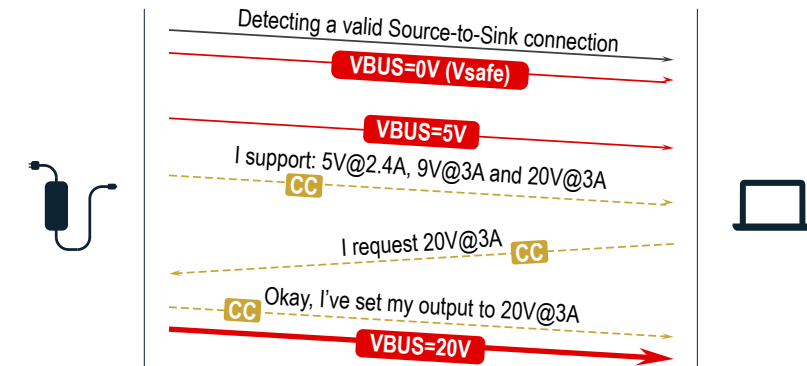 Detecting a valid Source-to-Sink connection
VBUS=0V (Vsafe)
VBUS=5V
I support: 5V@2.4A, 9V@3A and 20V@3A
CC
I request 20V@3A
CC
CC
Okay, I've set my output to 20V@3A
VBUS=20V